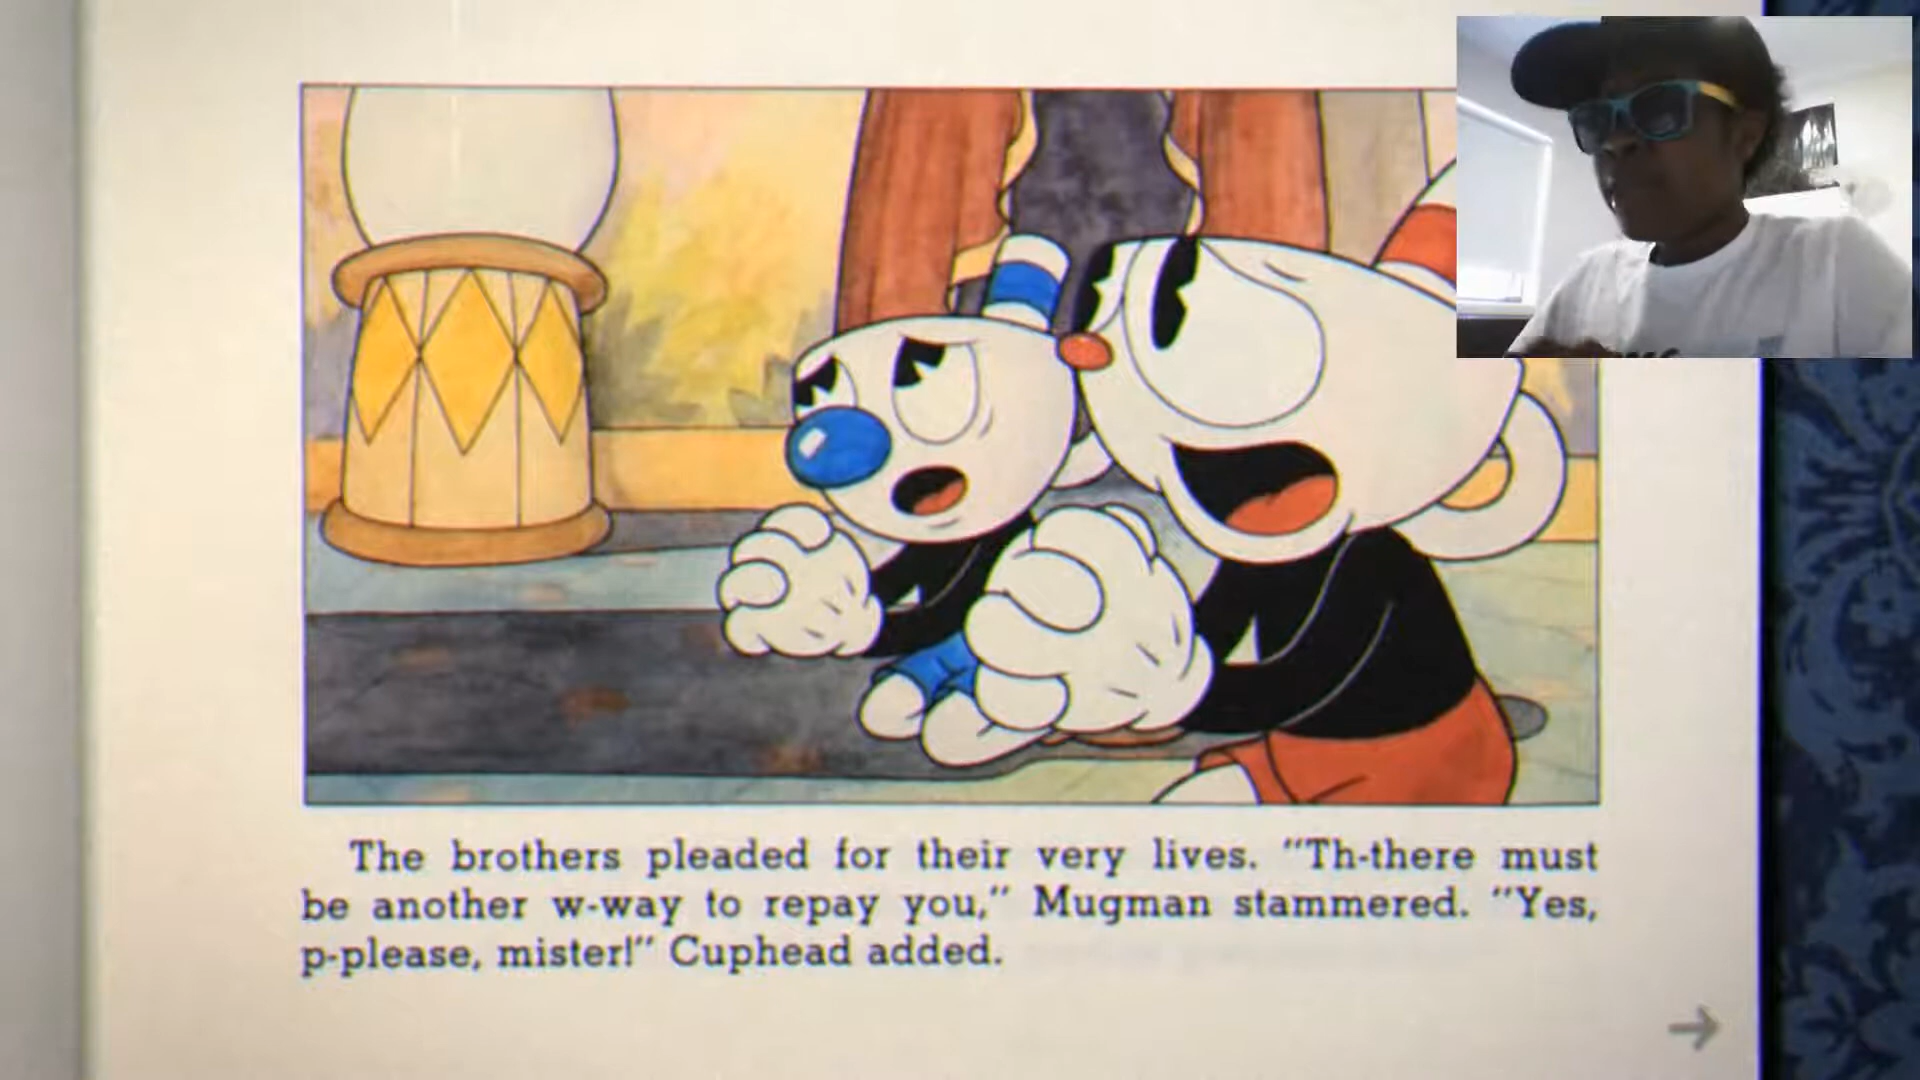 The brothers pleaded for their very lives. "Th-there must
be another w-way to repay you," Mugman stammered. "Yes,
p-please, mister!" Cuphead added.